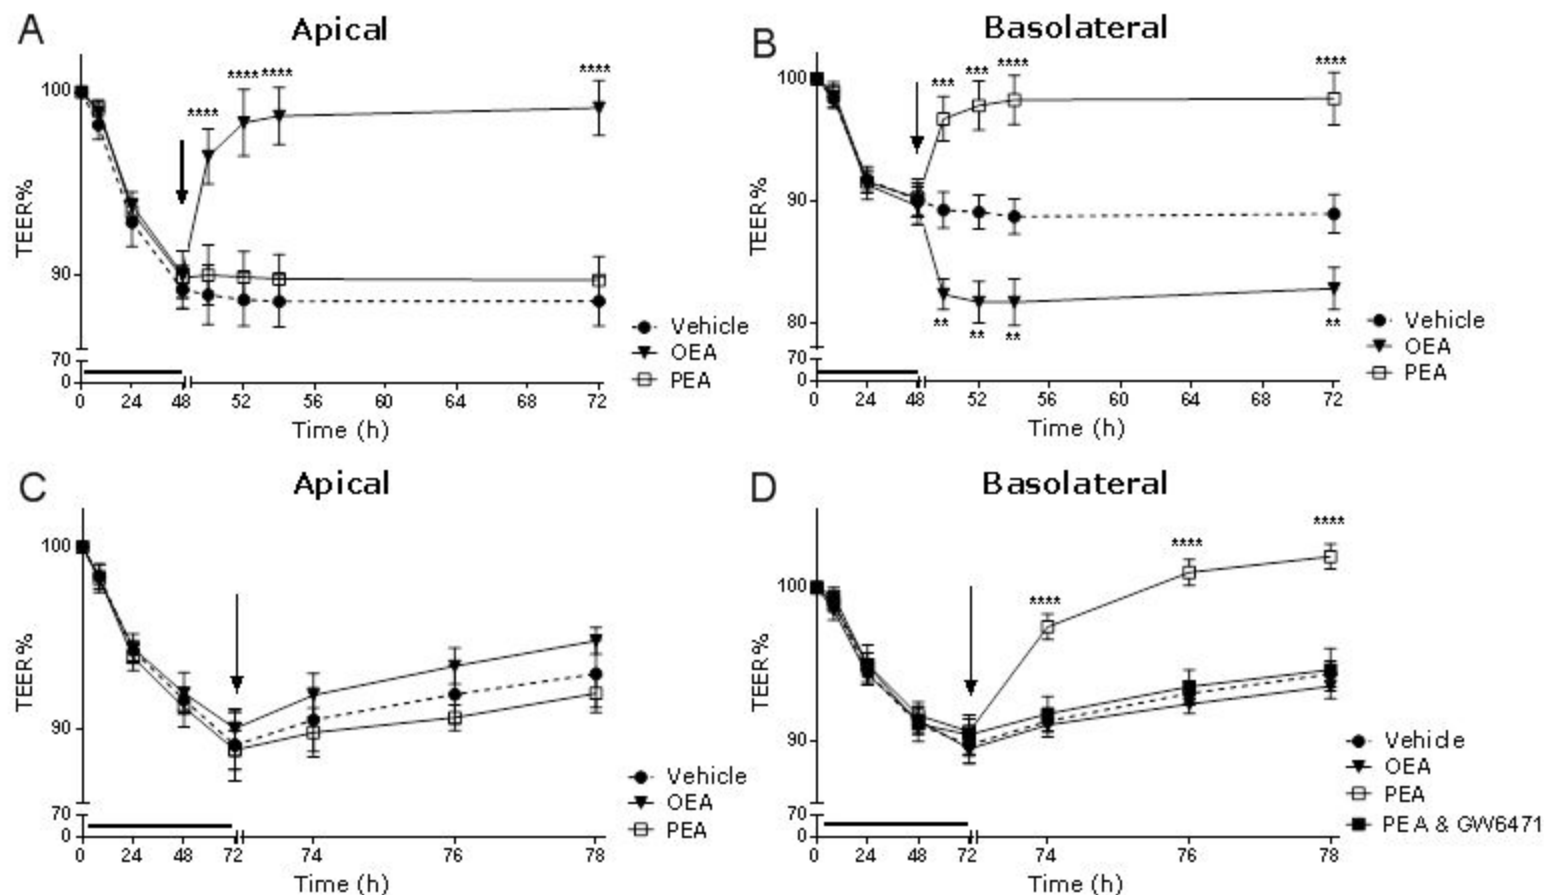 A
Apical
**** **** **** ****
100
90
70
0
TEER%
0 24 48 52 56 60 64 68 72
Time (h)
Vehicle
OEA
PEA
B
Basolateral
*** *** **** ****
100
90
80
70
0
** ** ** **
TEER%
0 24 48 52 56 60 64 68 72
Time (h)
Vehicle
OEA
PEA
C
Apical
100
90
70
0
TEER%
0 24 48 72 74 76 78
Time (h)
Vehicle
OEA
PEA
D
Basolateral
**** **** ****
100
90
70
0
TEER%
0 24 48 72 74 76 78
Time (h)
Vehicle
OEA
PEA
PEA & GW6471